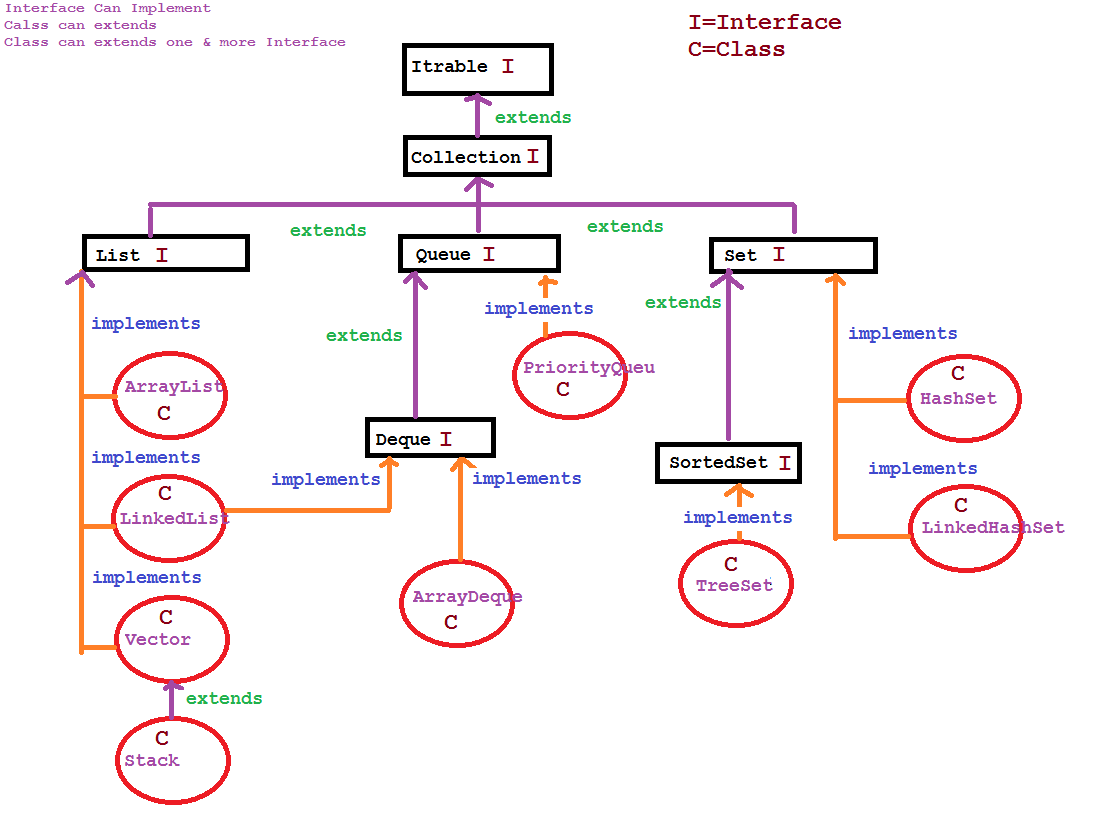 Interface Can Implement
Calss can extends
Class can extends one & more Interface
I=Interface
C=Class
Itrable I
extends
Collection I
extends
extends
List I
Queue I
Set I
extends
implements
implements
extends
implements
PriorityQueu
C
ArrayList
C
HashSet
C
Deque I
SortedSet I
implements
implements
implements
implements
C
LinkedList
implements
C
LinkedHashSet
implements
C
TreeSet
ArrayDeque
C
C
Vector
extends
C
Stack